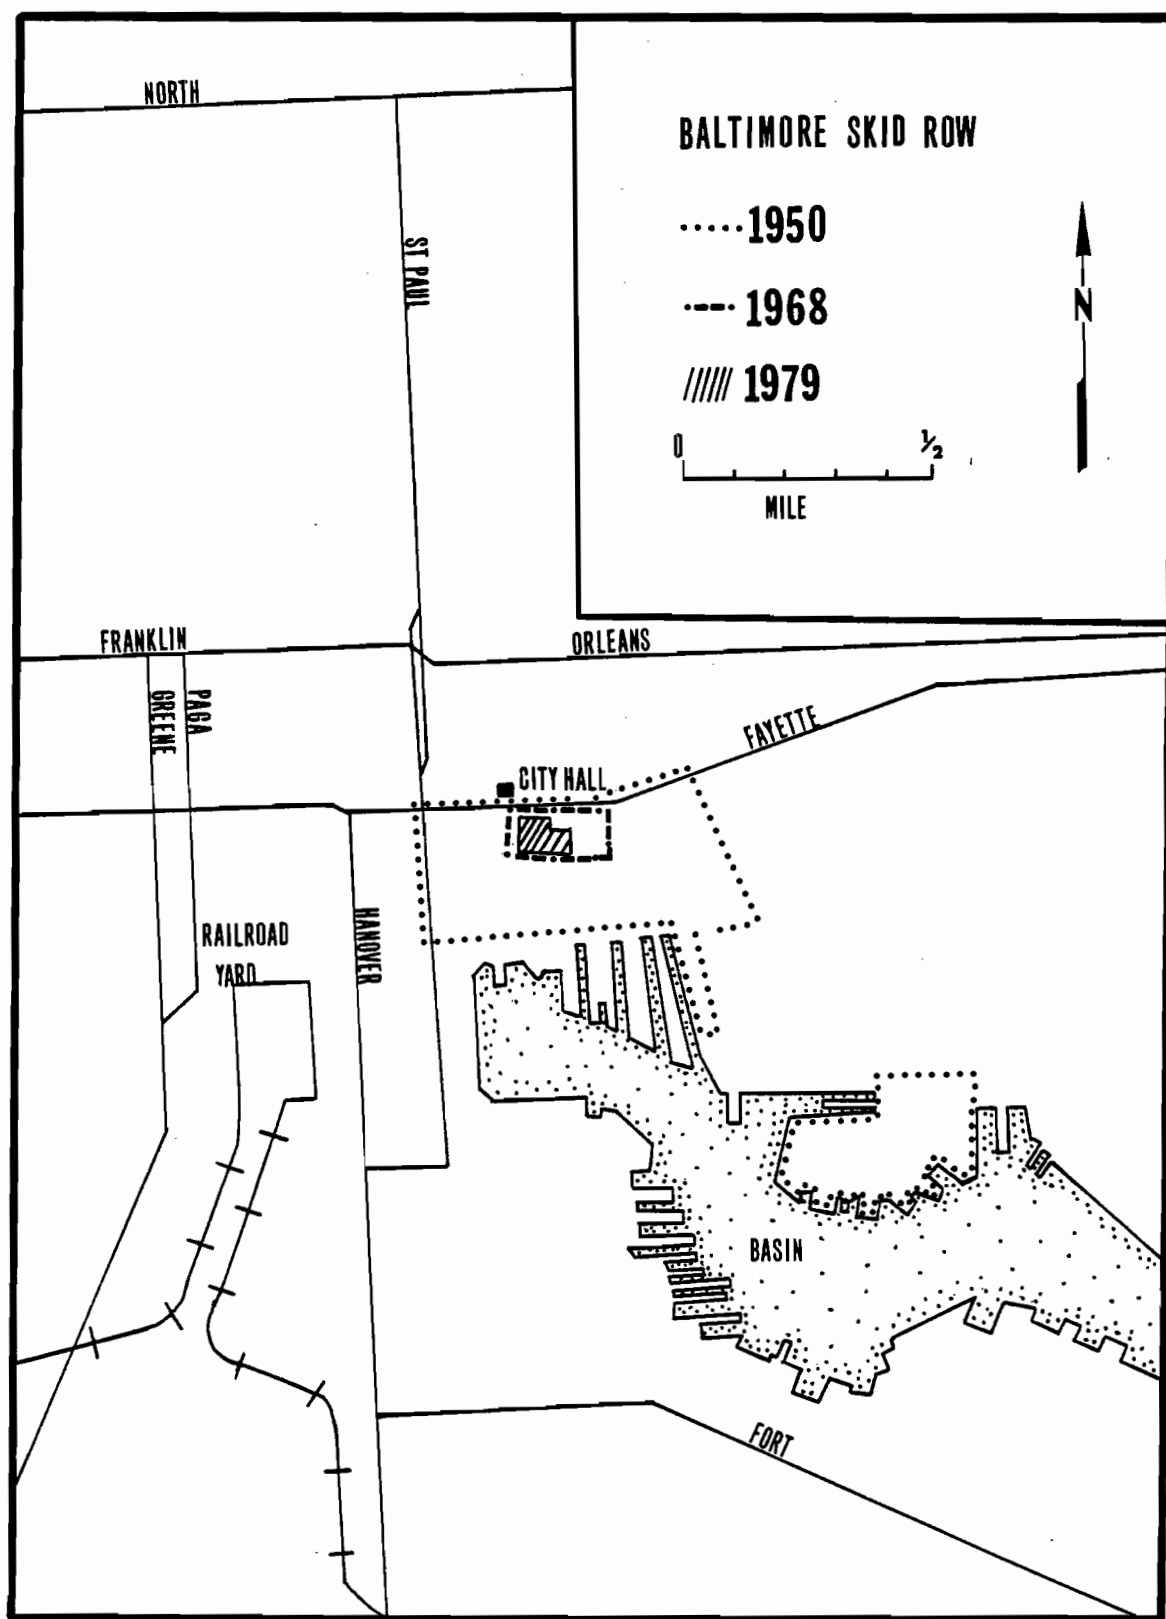 NORTH
BALTIMORE SKID ROW
1950
ST PAUL
1968
N
1979
0 ½
MILE
FRANKLIN
ORLEANS
PAGA
GREENE
FAYETTE
CITY HALL
HANOVER
RAILROAD
YARD
BASIN
FORT